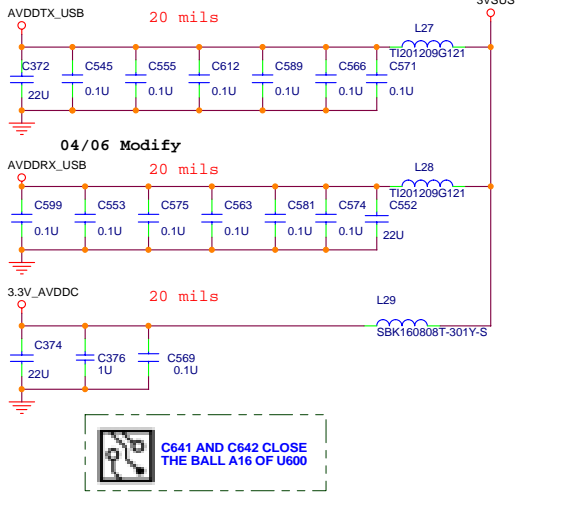 3VSUS
AVDDTX_USB
20 mils
L27
TI201209G121
C372
22U
C545
0.1U
C555
0.1U
C612
0.1U
C589
0.1U
C566
0.1U
C571
0.1U
04/06 Modify
AVDDRX_USB
20 mils
L28
TI201209G121
C599
0.1U
C553
0.1U
C575
0.1U
C563
0.1U
C581
0.1U
C574
0.1U
C552
22U
3.3V_AVDDC
20 mils
L29
SBK160808T-301Y-S
C374
22U
C376
1U
C569
0.1U
C641 AND C642 CLOSE
THE BALL A16 OF U600